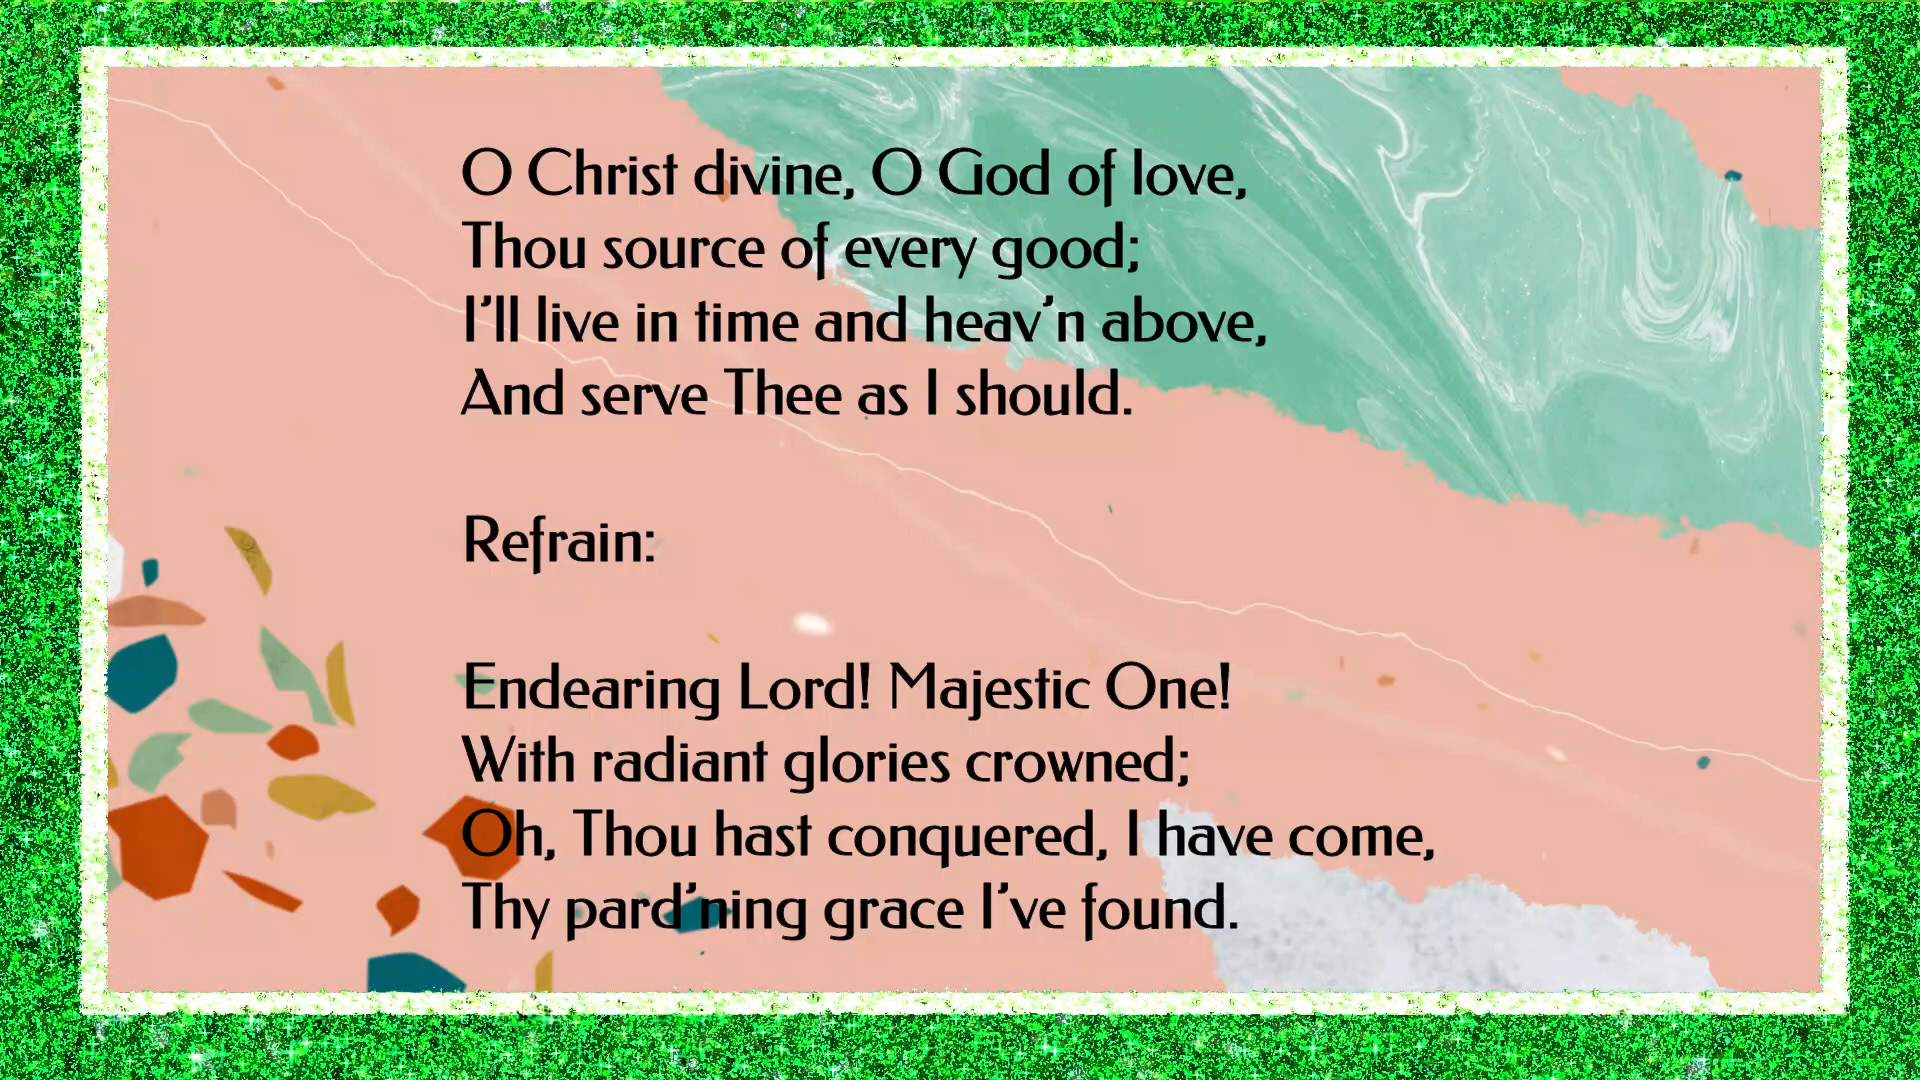 O Christ divine, O God of love,
Thou source of every good;
I'll live in time and heav'n above,
And serve Thee as I should.
Refrain:
Endearing Lord! Majestic One!
With radiant glories crowned;
Oh, Thou hast conquered, I have come,
Thy pard'ning grace I've found.